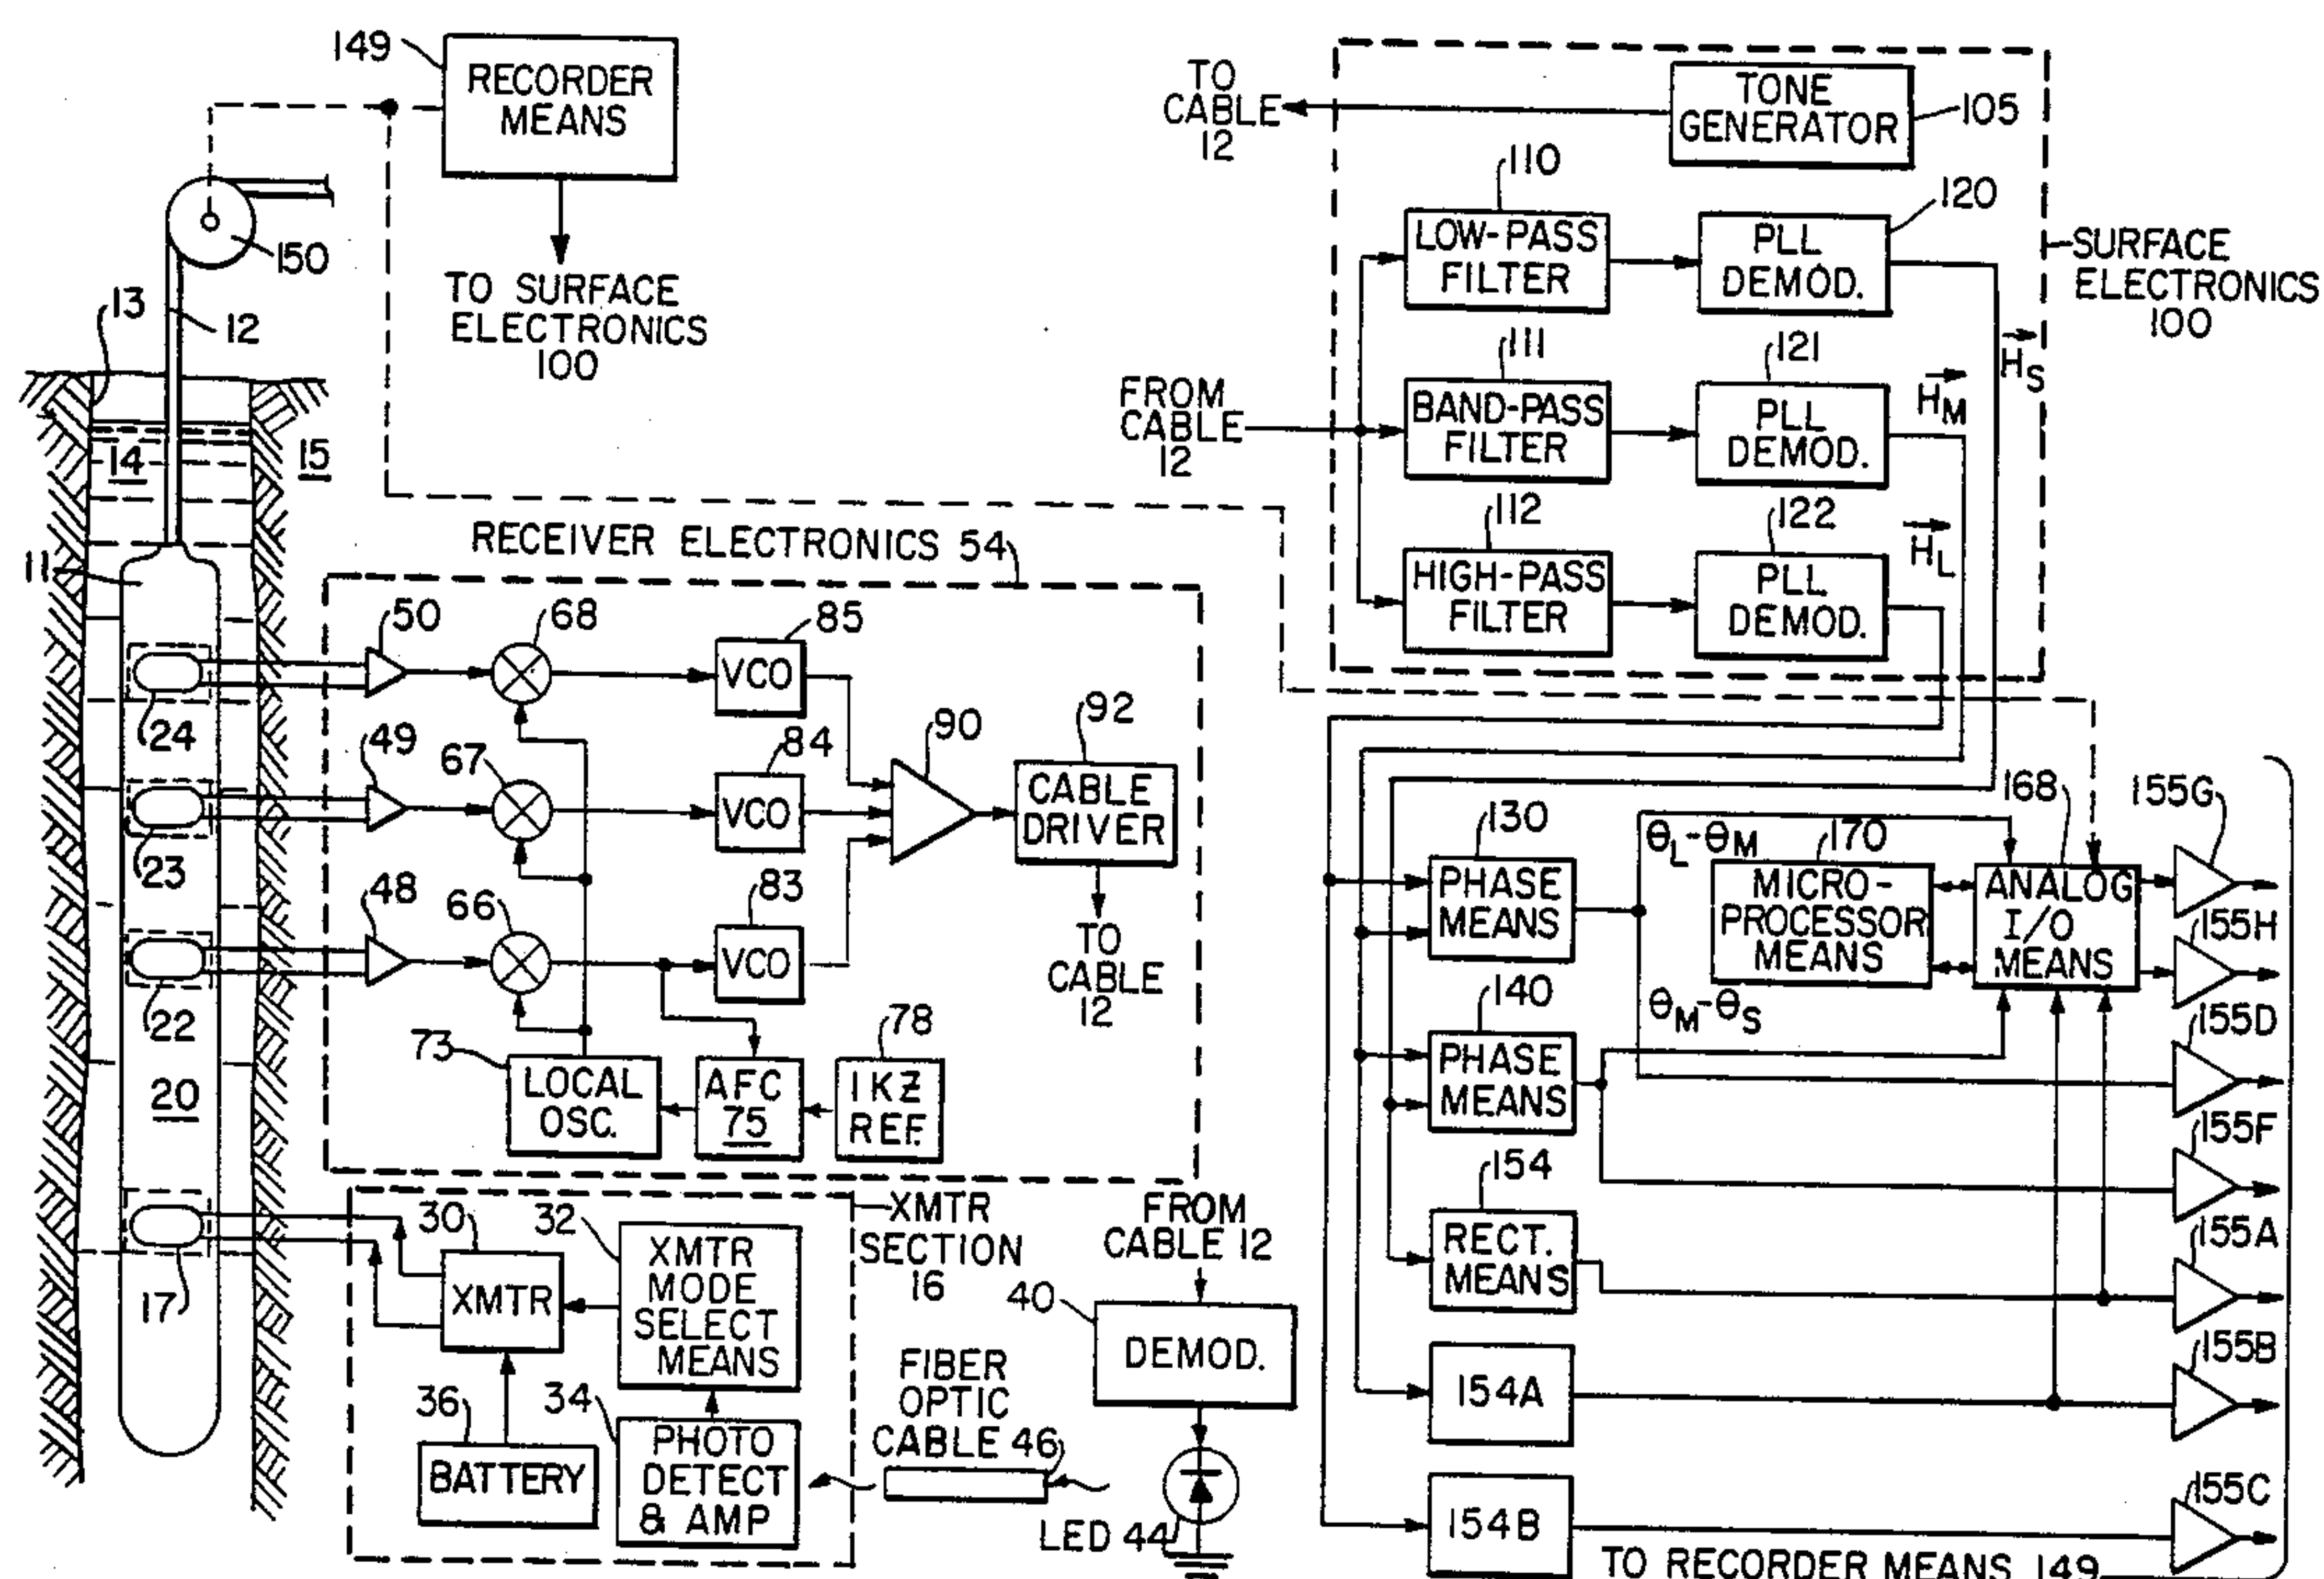 149
RECORDER
MEANS
TO SURFACE
ELECTRONICS
100
150
13
12
14
15
11
24
23
22
20
17
RECEIVER ELECTRONICS 54
50
68
85
VCO
49
67
84
VCO
90
92
CABLE
DRIVER
48
66
83
VCO
TO
CABLE
12
73
LOCAL
OSC.
AFC
75
78
1KZ
REF.
30
XMTR
32
XMTR
MODE
SELECT
MEANS
XMTR
SECTION
16
36
BATTERY
34
PHOTO
DETECT
& AMP
FIBER
OPTIC
CABLE 46
FROM
CABLE 12
40
DEMOD.
LED 44
TO
CABLE
12
TONE
GENERATOR
105
110
LOW-PASS
FILTER
120
PLL
DEMOD.
SURFACE
ELECTRONICS
100
HS
FROM
CABLE
12
111
BAND-PASS
FILTER
121
PLL
DEMOD.
HM
112
HIGH-PASS
FILTER
122
PLL
DEMOD.
HL
130
PHASE
MEANS
θL-θM
170
MICRO-
PROCESSOR
MEANS
168
ANALOG
I/O
MEANS
155G
155H
140
PHASE
MEANS
θM-θS
155D
155F
154
RECT.
MEANS
155A
154A
155B
154B
155C
TO RECORDER MEANS 149